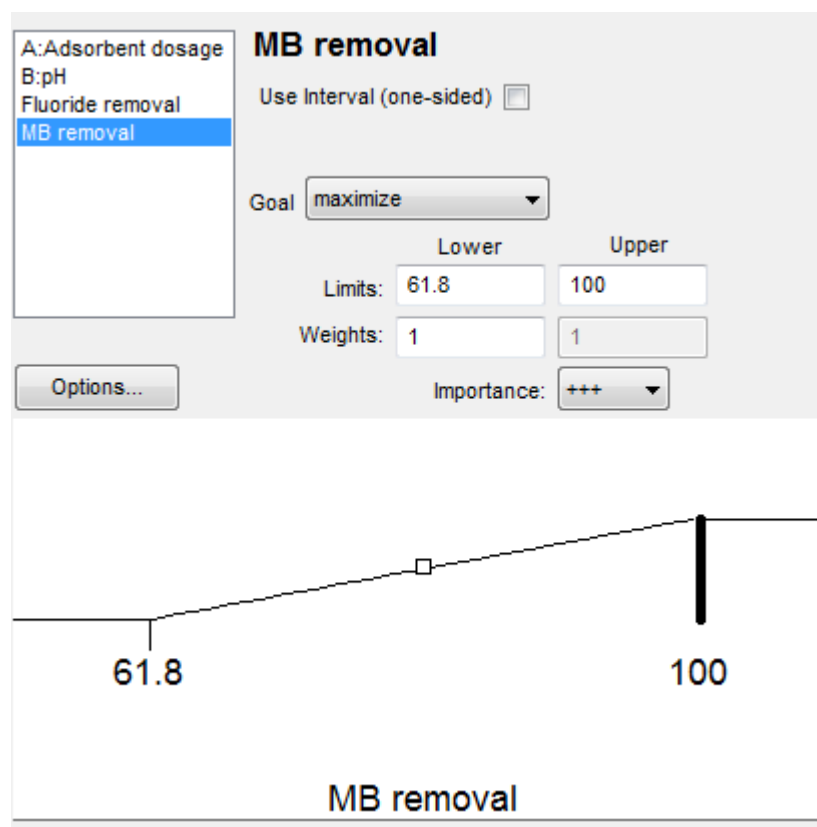 A:Adsorbent dosage
B:pH
Fluoride removal
MB removal
MB removal
Use Interval (one-sided)
Goal maximize
Lower Upper
Limits: 61.8 100
Weights: 1 1
Options...
Importance: +++
61.8 100
MB removal